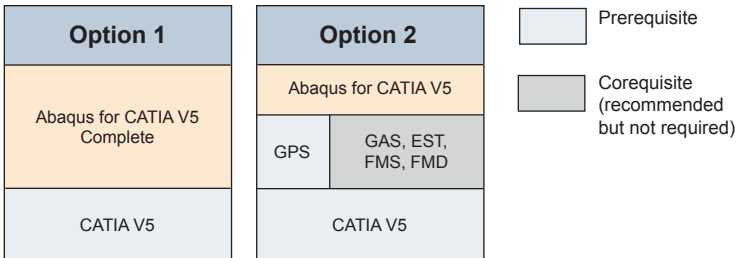 Option 1
Abaqus for CATIA V5
Complete
CATIA V5
Option 2
Abaqus for CATIA V5
GPS
GAS, EST,
FMS, FMD
CATIA V5
Prerequisite
Corequisite
(recommended
but not required)